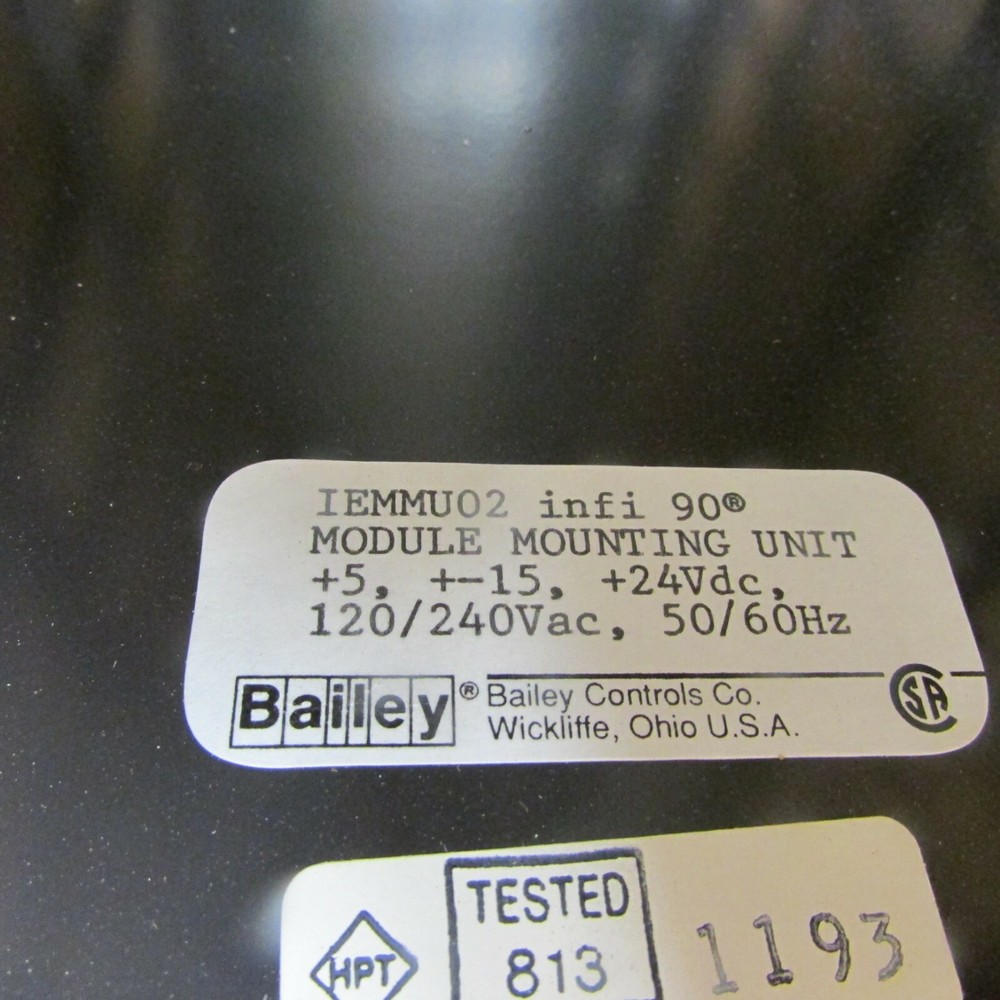 IEMMU02 infi 90®
MODULE MOUNTING UNIT
+5, +-15, +24Vdc,
120/240Vac, 50/60Hz
Bailey® Bailey Controls Co.
Wickliffe, Ohio U.S.A.
SA
TESTED
HPT 813 1193